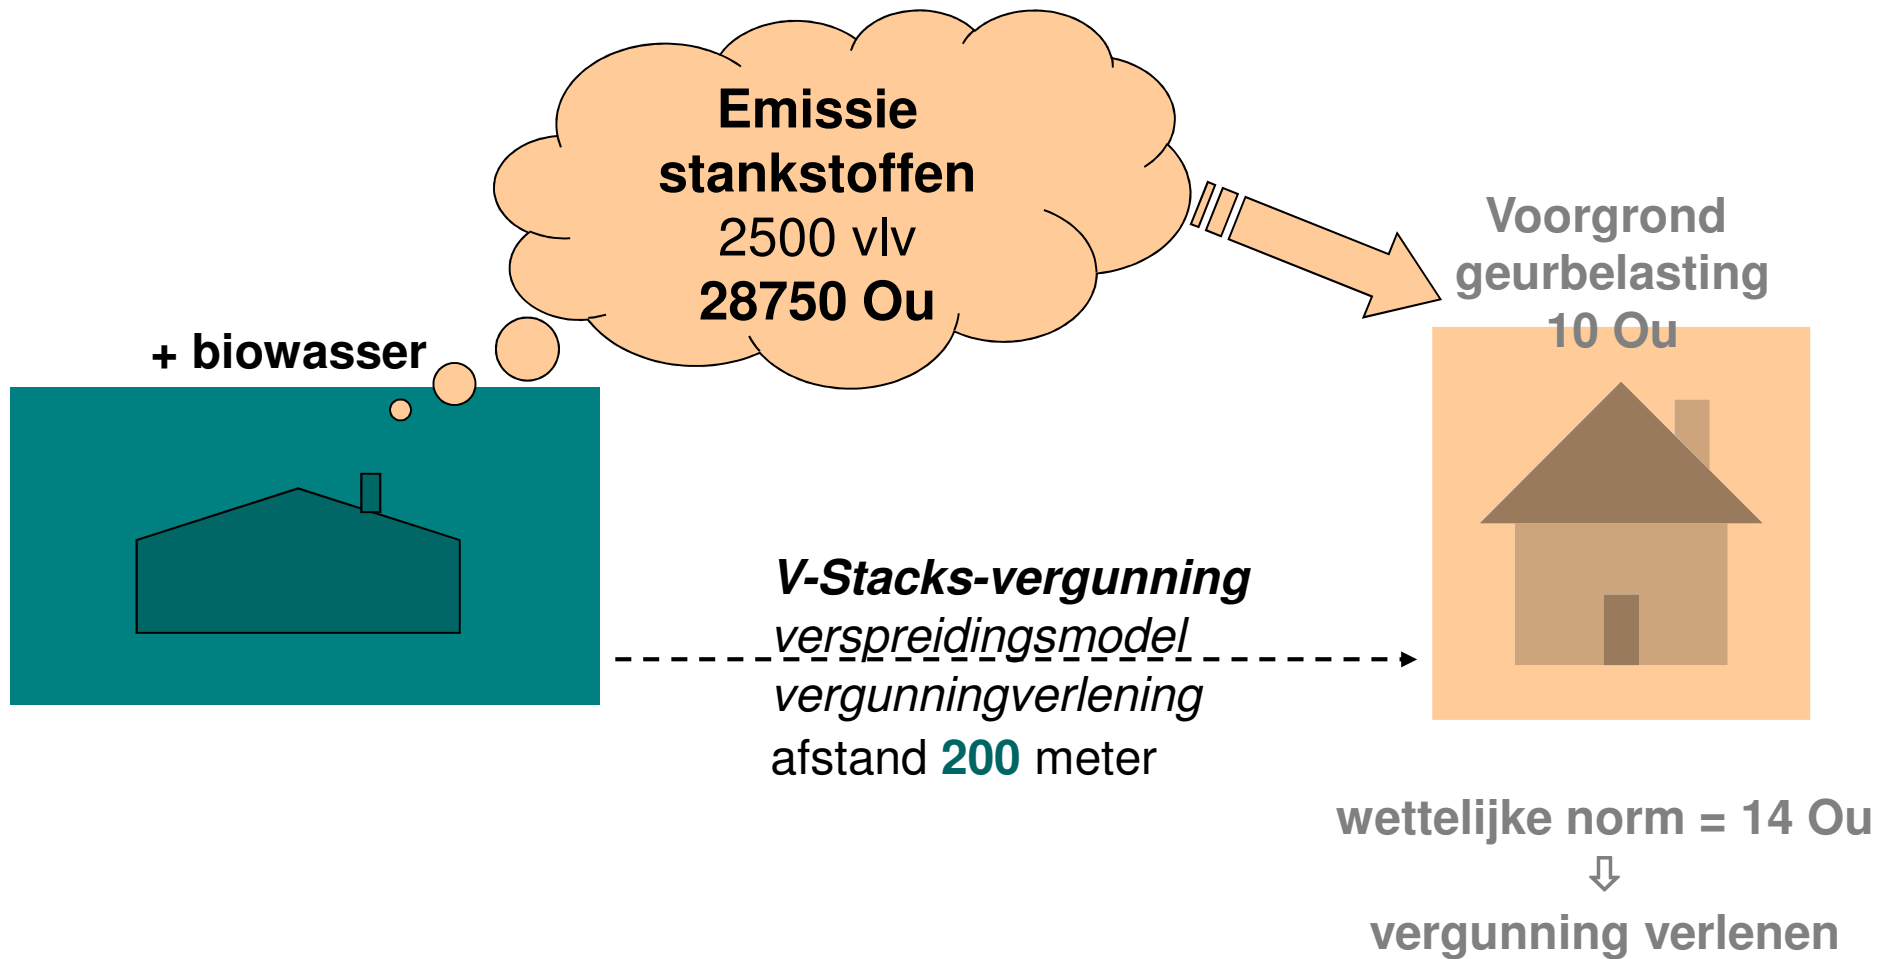 Emissie
stankstoffen
2500 vlv
28750 Ou
+ biowasser
Voorgrond
geurbelasting
10 Ou
V-Stacks-vergunning
verspreidingsmodel
vergunningverlening
afstand 200 meter
wettelijke norm = 14 Ou
⇩
vergunning verlenen